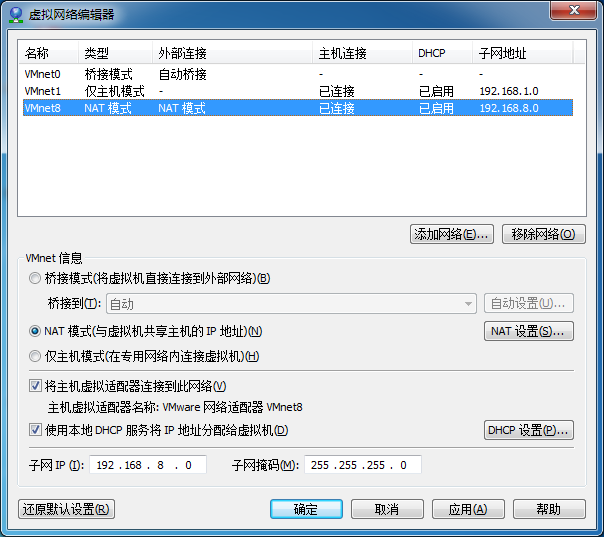 虚拟网络编辑器
名称 类型 外部连接 主机连接 DHCP 子网地址
VMnet0 桥接模式 自动桥接 - - -
VMnet1 仅主机模式 - 已连接 已启用 192.168.1.0
VMnet8 NAT 模式 NAT 模式 已连接 已启用 192.168.8.0
添加网络(E)... 移除网络(O)
VMnet 信息
桥接模式(将虚拟机直接连接到外部网络)(B)
桥接到(T): 自动 自动设置(U)...
NAT 模式(与虚拟机共享主机的 IP 地址)(N) NAT 设置(S)...
仅主机模式(在专用网络内连接虚拟机)(H)
将主机虚拟适配器连接到此网络(V)
主机虚拟适配器名称: VMware 网络适配器 VMnet8
使用本地 DHCP 服务将 IP 地址分配给虚拟机(D) DHCP 设置(P)...
子网 IP (I): 192 . 168 . 8 . 0 子网掩码(M): 255 . 255 . 255 . 0
还原默认设置(R) 确定 取消 应用(A) 帮助